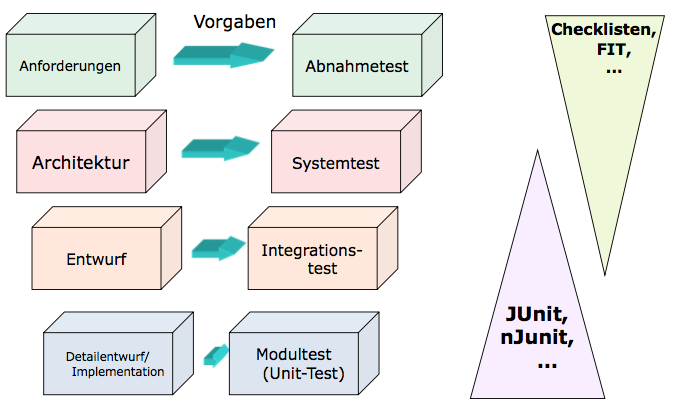 Vorgaben
Anforderungen
Abnahmetest
Architektur
Systemtest
Entwurf
Integrations-
test
Detailentwurf/
Implementation
Modultest
(Unit-Test)
Checklisten,
FIT,
...
JUnit,
nJunit,
...